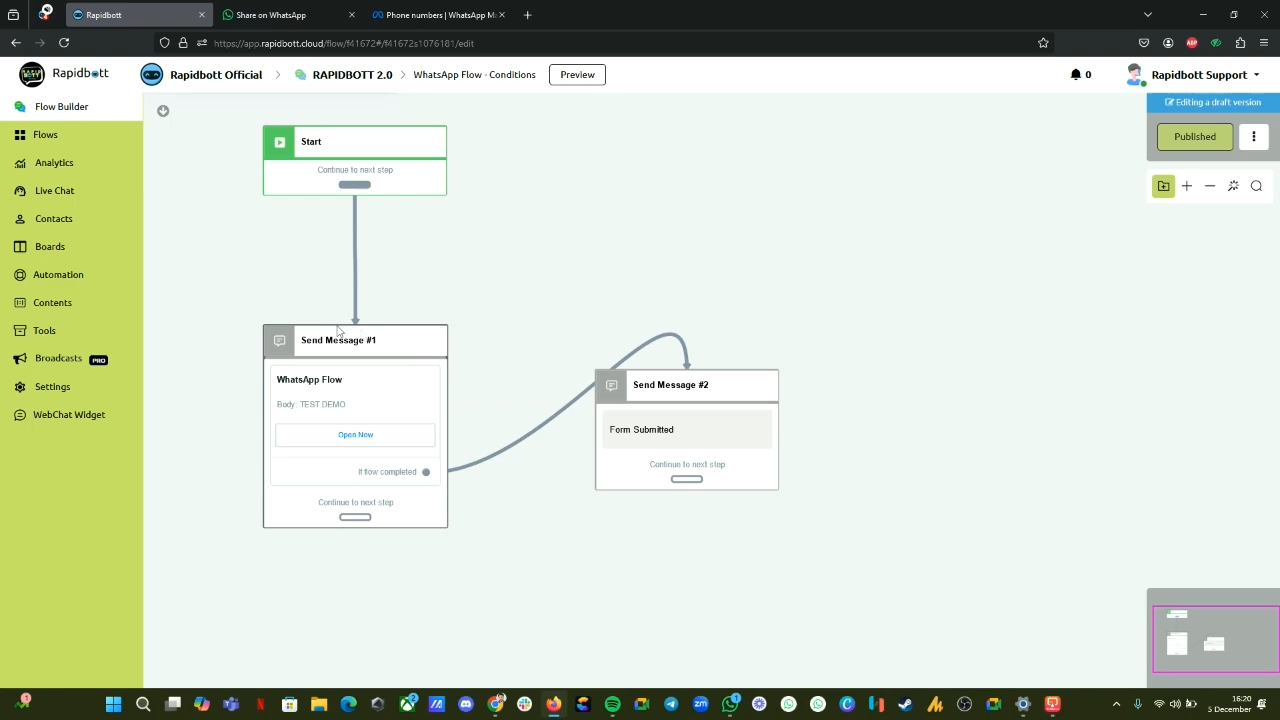 Rapidbott
Share on WhatsApp
Phone numbers | WhatsApp M
https://app.rapidbott.cloud/flow/f41672#/f41672s1076181/edit
ABP
Rapidbott
Rapidbott Official
RAPIDBOTT 2.0
WhatsApp Flow - Conditions
Preview
0
Rapidbott Support
Flow Builder
Flows
Analytics
Live Chat
Contacts
Boards
Automation
Contents
Tools
Broadcasts PRO
Settings
WebChat Widget
Editing a draft version
Published
Start
Continue to next step
Send Message #1
WhatsApp Flow
Body: TEST DEMO
Open Now
If flow completed
Continue to next step
Send Message #2
Form Submitted
Continue to next step
1
2
1
16:20
5 December